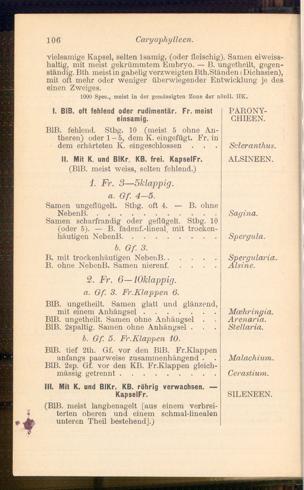 106 Caryophylleen.
vielsamige Kapsel, selten 1samig, (oder fleischig). Samen eiweiss-
haltig, mit meist gekrümmtem Embryo. — B. ungetheilt, gegen-
ständig. Bth. meist in gabelig verzweigten Bth.Ständen (Dichasien),
mit oft mehr oder weniger überwiegender Entwicklung je des
einen Zweiges.
1000 Spec., meist in der gemässigten Zone der nördl. HK.
I. BlB. oft fehlend oder rudimentär. Fr. meist PARONY-
einsamig. CHIEEN.
BlB. fehlend. Stbg. 10 (meist 5 ohne An-
theren) oder 1–5, dem K. eingefügt. Fr. in
dem erhärteten K. eingeschlossen . . . Scleranthus.
II. Mit K. und BlKr. KB. frei. KapselFr. ALSINEEN.
(BlB. meist weiss, selten fehlend.)
1. Fr. 3—5klappig.
a. Gf. 4—5.
Samen ungeflügelt. Stbg. oft 4. — B. ohne
NebenB. . . . . . . . . . . . . Sagina.
Samen scharfrandig oder geflügelt. Stbg. 10
(oder 5). — B. fadenf.-lineal, mit trocken-
häutigen NebenB. . . . . . . . . . Spergula.
b. Gf. 3.
B. mit trockenhäutigen NebenB. . . . . . Spergularia.
B. ohne NebenB. Samen nierenf. . . . . . Alsine.
2. Fr. 6—10klappig.
a. Gf. 3. Fr.Klappen 6.
BlB. ungetheilt. Samen glatt und glänzend,
mit einem Anhängsel . . . . . . . Mœhringia.
BlB. ungetheilt. Samen ohne Anhängsel . . Arenaria.
BlB. 2spaltig. Samen ohne Anhängsel . . . Stellaria.
b. Gf. 5. Fr.Klappen 10.
BlB. tief 2th. Gf. vor den BlB. Fr.Klappen
anfangs paarweise zusammenhängend . . Malachium.
BlB. 2sp. Gf. vor den KB. Fr.Klappen gleich-
mässig getrennt . . . . . . . . . Cerastium.
III. Mit K. und BlKr. KB. röhrig verwachsen. —
KapselFr. SILENEEN.
(BlB. meist langbenagelt [aus einem verbrei-
terten oberen und einem schmal-linealen
unteren Theil bestehend].)